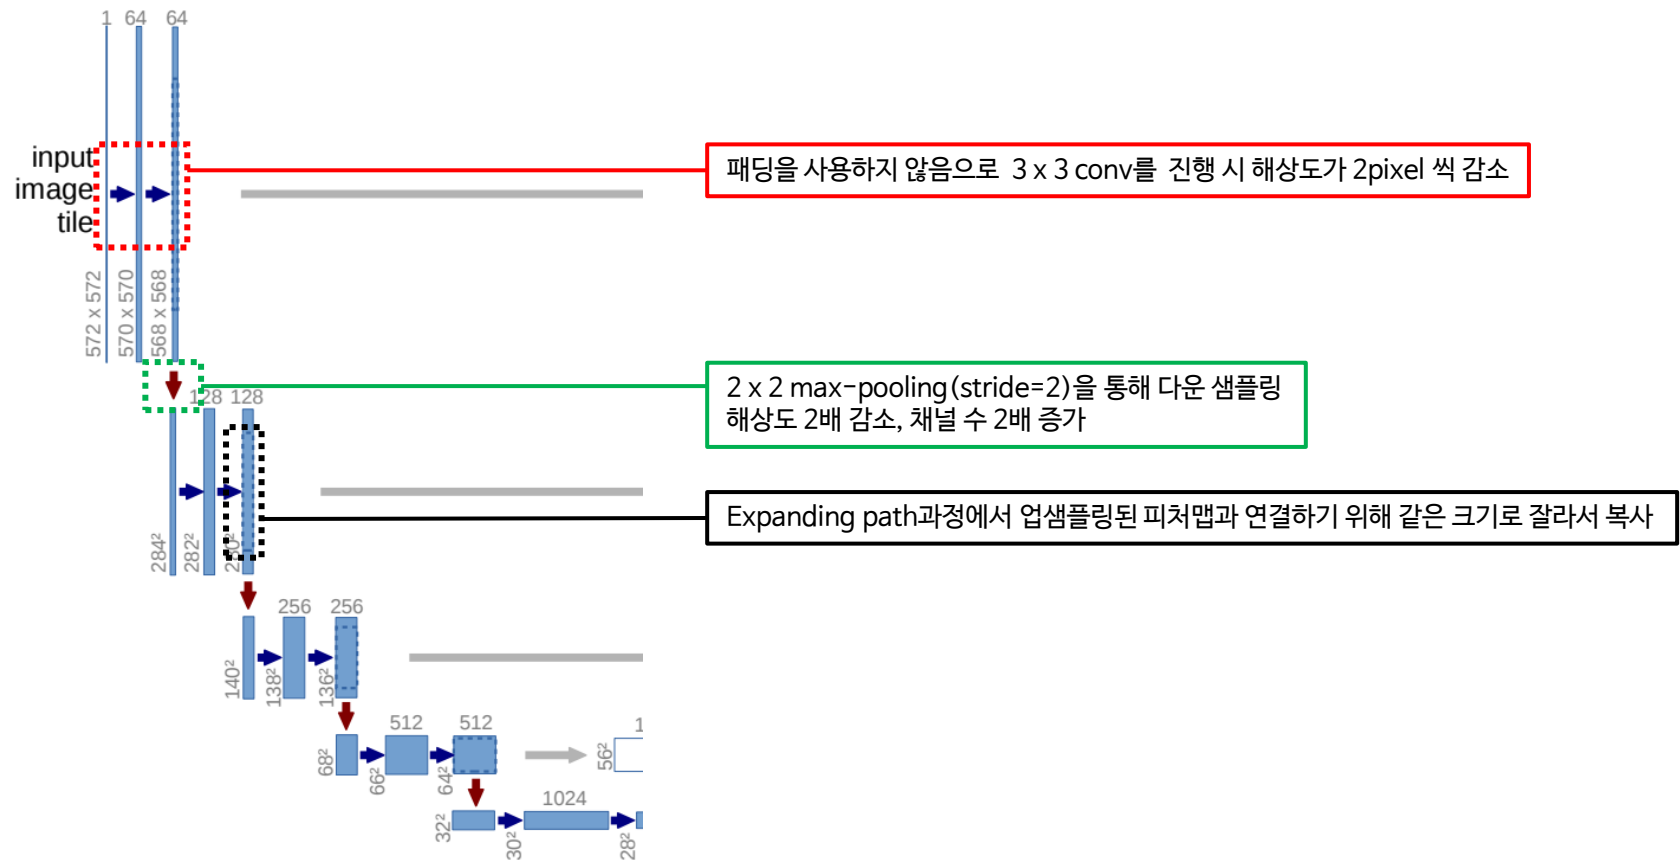 1 64 64
input
image
tile
572 x 572
570 x 570
568 x 568
패딩을 사용하지 않음으로 3 x 3 conv를 진행 시 해상도가 2pixel 씩 감소
128 128
2 x 2 max-pooling(stride=2)을 통해 다운 샘플링
해상도 2배 감소, 채널 수 2배 증가
284²
282²
280²
Expanding path과정에서 업샘플링된 피처맵과 연결하기 위해 같은 크기로 잘라서 복사
256 256
140²
138²
136²
512 512
1
68²
66²
64²
56²
1024
32²
30²
28²